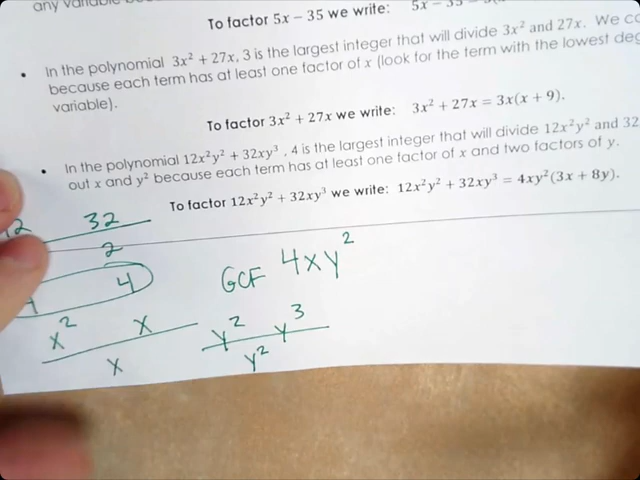 any variable
To factor 5x − 35 we write: 5x − 35 =
• In the polynomial 3x² + 27x, 3 is the largest integer that will divide 3x² and 27x. We
because each term has at least one factor of x (look for the term with the lowest
variable).
To factor 3x² + 27x we write: 3x² + 27x = 3x(x + 9).
• In the polynomial 12x²y² + 32xy³ , 4 is the largest integer that will divide 12x²y² and 32
out x and y² because each term has at least one factor of x and two factors of y.
To factor 12x²y² + 32xy³ we write: 12x²y² + 32xy³ = 4xy²(3x + 8y).
32
2
4
GCF 4xy²
x² x
x
y² y³
y²